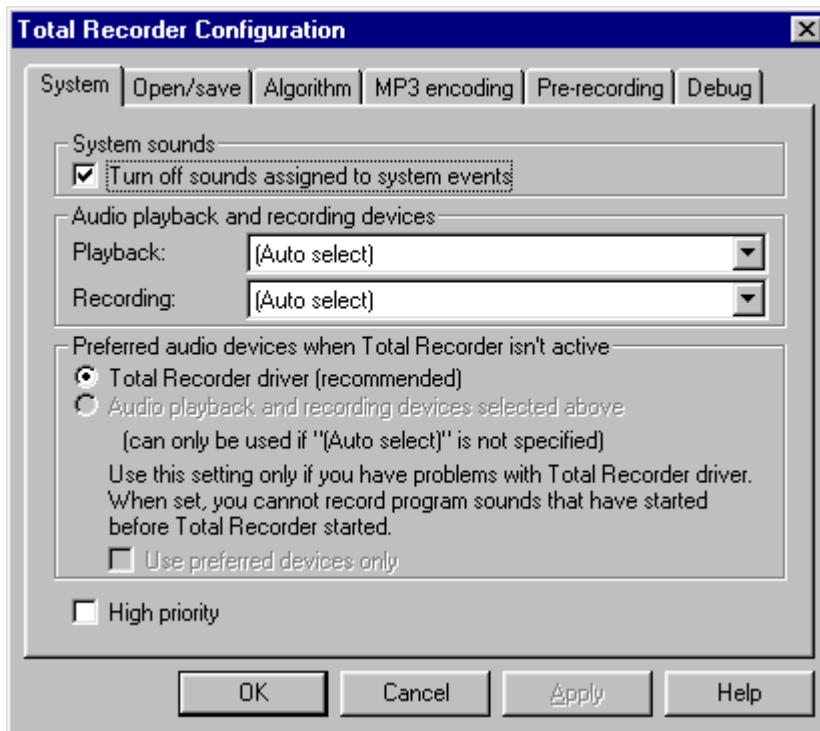 Total Recorder Configuration
System Open/save Algorithm MP3 encoding Pre-recording Debug
System sounds
Turn off sounds assigned to system events
Audio playback and recording devices
Playback: (Auto select)
Recording: (Auto select)
Preferred audio devices when Total Recorder isn't active
Total Recorder driver (recommended)
Audio playback and recording devices selected above
(can only be used if "(Auto select)" is not specified)
Use this setting only if you have problems with Total Recorder driver.
When set, you cannot record program sounds that have started
before Total Recorder started.
Use preferred devices only
High priority
OK Cancel Apply Help